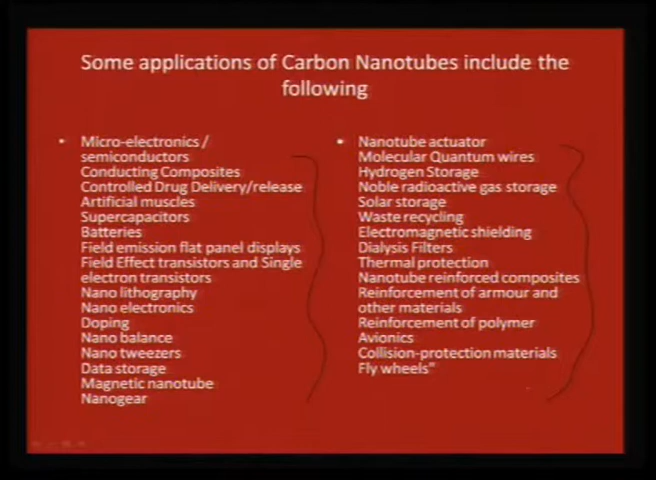 Some applications of Carbon Nanotubes include the
following
• Micro-electronics /
semiconductors
Conducting Composites
Controlled Drug Delivery/release
Artificial muscles
Supercapacitors
Batteries
Field emission flat panel displays
Field Effect transistors and Single
electron transistors
Nano lithography
Nano electronics
Doping
Nano balance
Nano tweezers
Data storage
Magnetic nanotube
Nanogear
• Nanotube actuator
Molecular Quantum wires
Hydrogen Storage
Noble radioactive gas storage
Solar storage
Waste recycling
Electromagnetic shielding
Dialysis Filters
Thermal protection
Nanotube reinforced composites
Reinforcement of armour and
other materials
Reinforcement of polymer
Avionics
Collision-protection materials
Fly wheels"